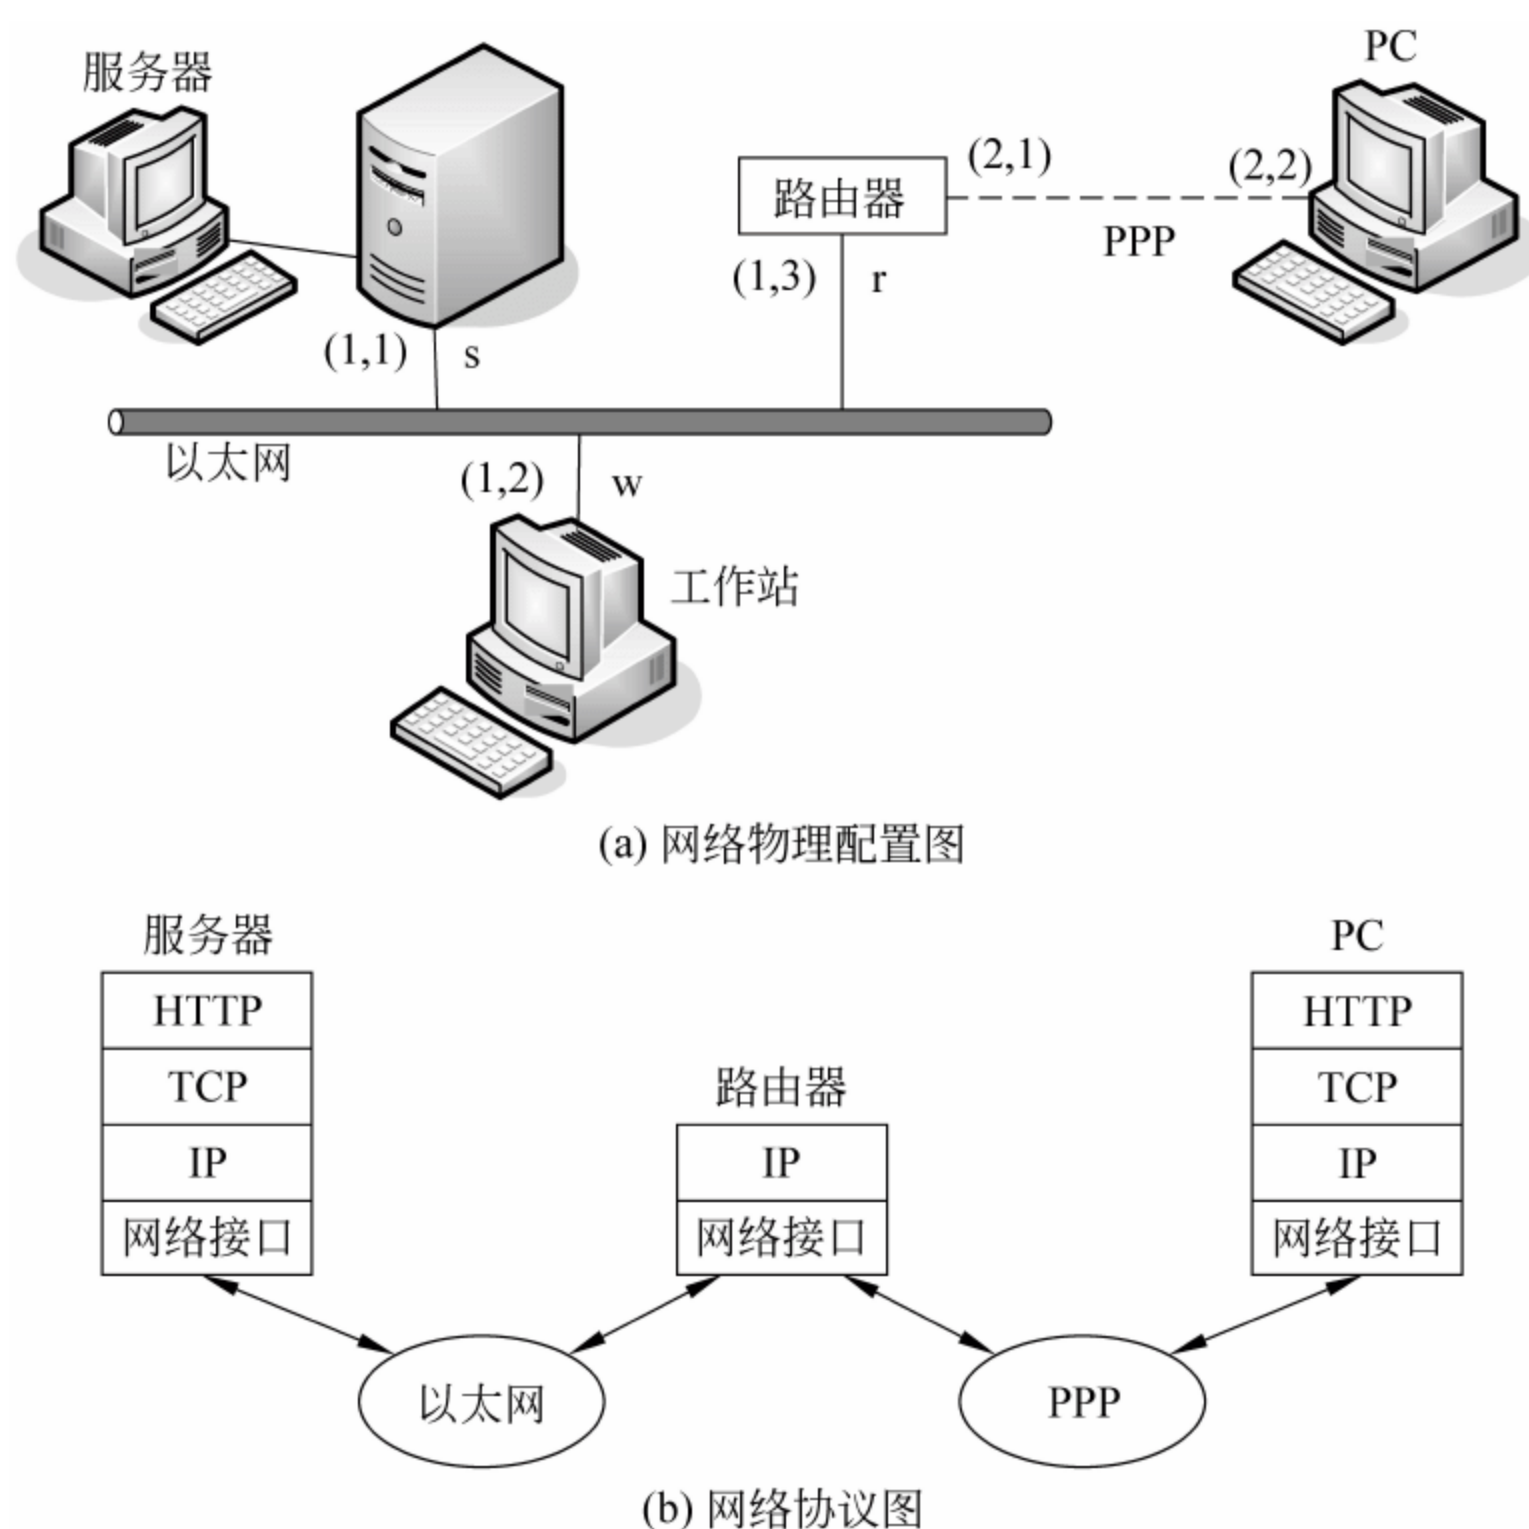 服务器
PC
路由器
(2,1)
(2,2)
PPP
(1,3)
r
(1,1)
s
以太网
(1,2)
w
工作站
(a) 网络物理配置图
服务器
PC
HTTP
HTTP
TCP
路由器
TCP
IP
IP
IP
网络接口
网络接口
网络接口
以太网
PPP
(b) 网络协议图